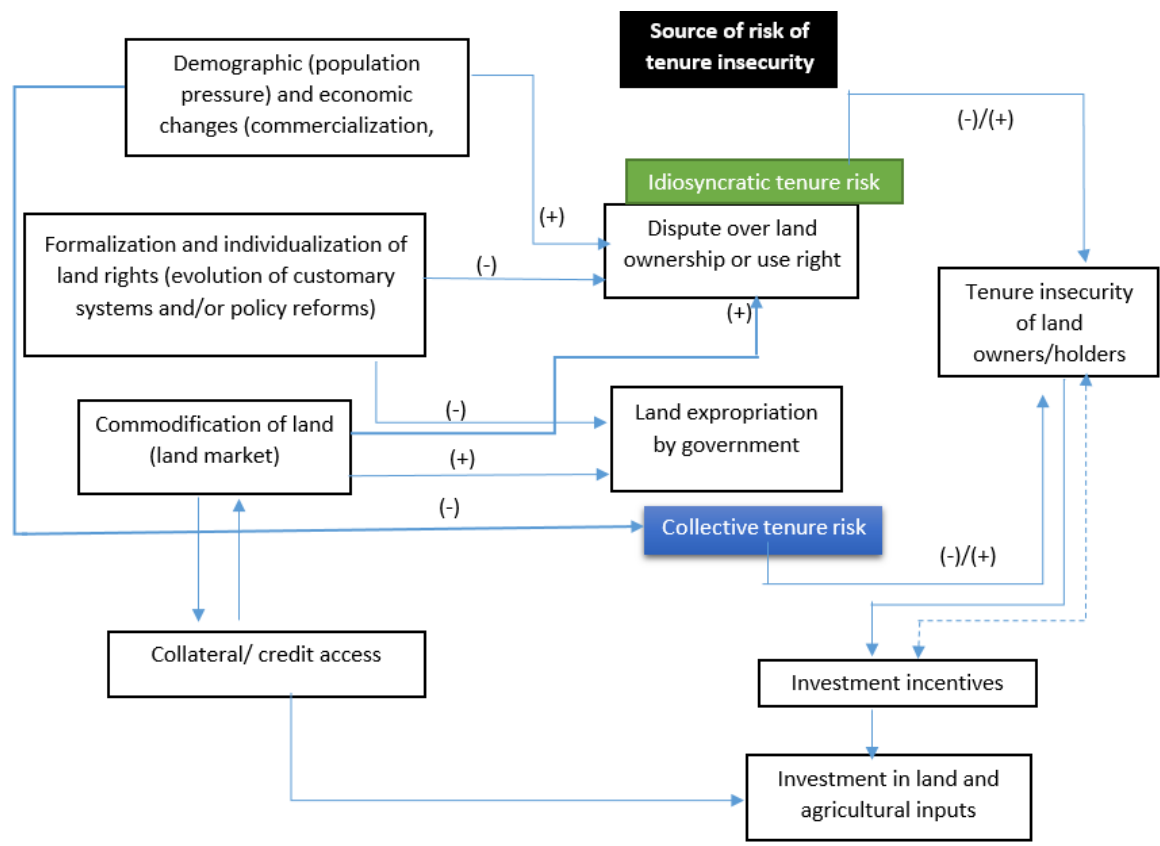 Source of risk of
tenure insecurity
Demographic (population
pressure) and economic
changes (commercialization,
(-)/(+)
Idiosyncratic tenure risk
(+)
Dispute over land
ownership or use right
Formalization and individualization of
land rights (evolution of customary
systems and/or policy reforms)
(-)
(+)
Tenure insecurity
of land
owners/holders
Commodification of land
(land market)
(-)
(+)
Land expropriation
by government
(-)
Collective tenure risk
(-)/(+)
Collateral/ credit access
Investment incentives
Investment in land and
agricultural inputs